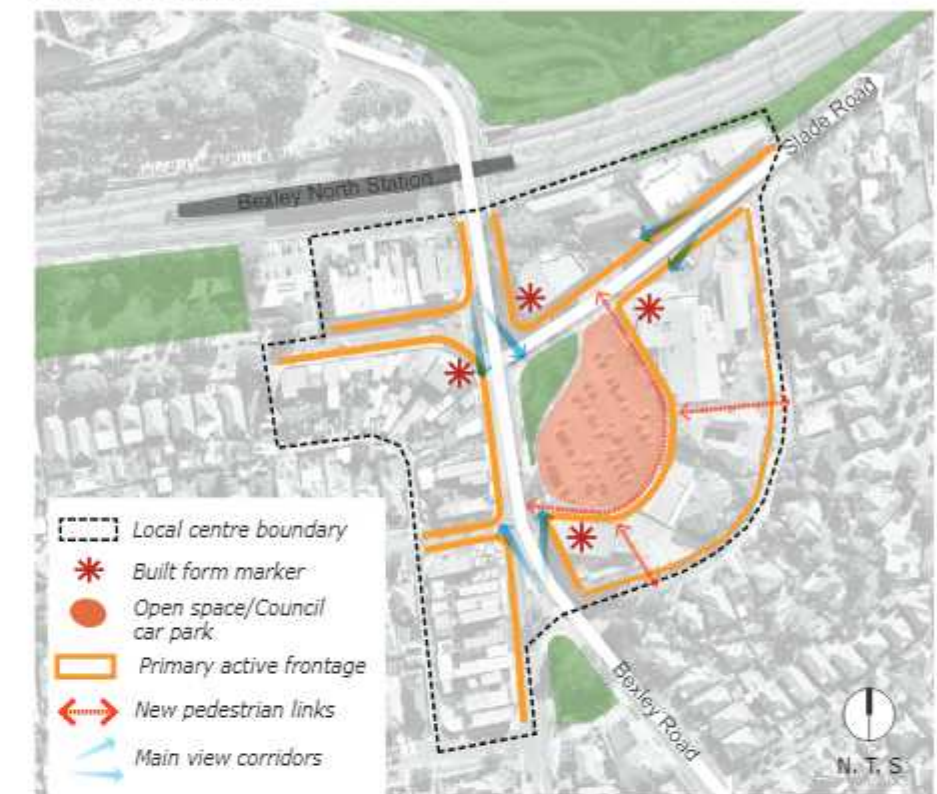 Slade Road
Bexley North Station
Local centre boundary
Built form marker
Open space/Council
car park
Primary active frontage
New pedestrian links
Main view corridors
Bexley Road
N. T. S